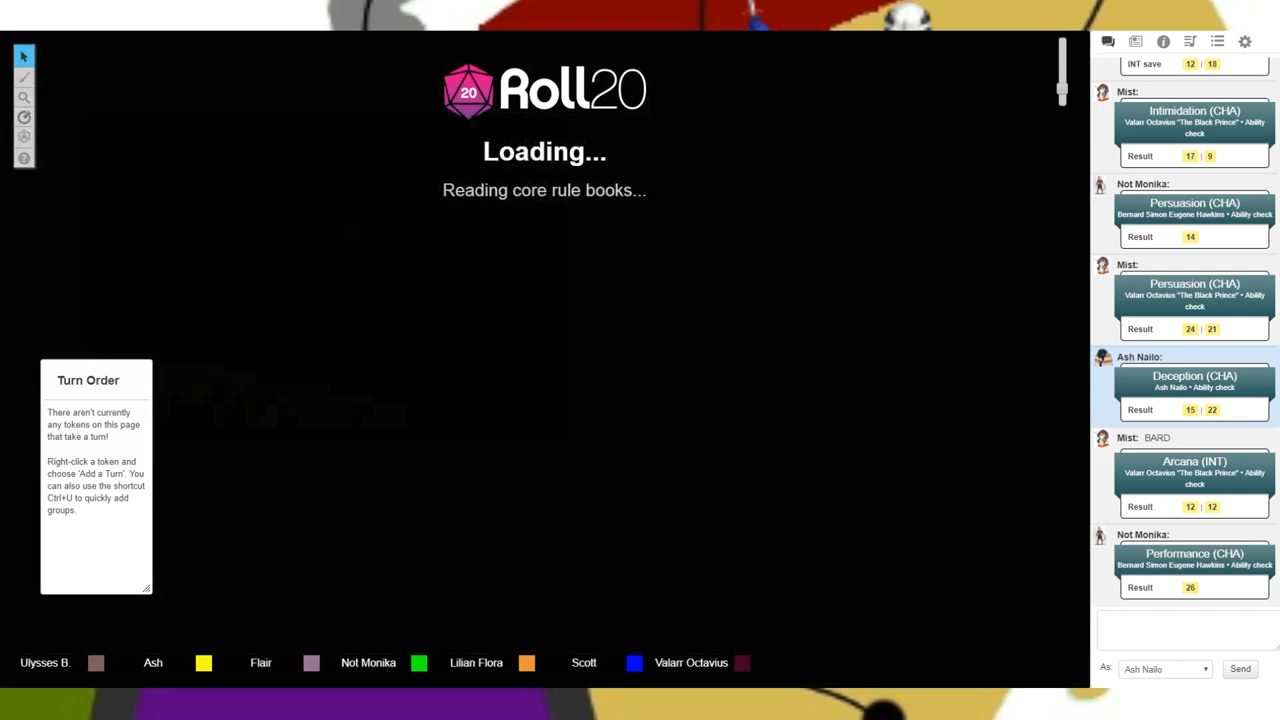 20 Roll20
Loading...
Reading core rule books...
Turn Order
There aren't currently
any tokens on this page
that take a turn!
Right-click a token and
choose 'Add a Turn'. You
can also use the shortcut
Ctrl+U to quickly add
groups.
Ulysses B.
Ash
Flair
Not Monika
Lilian Flora
Scott
Valarr Octavius
INT save 12 | 18
Mist:
Intimidation (CHA)
Valarr Octavius "The Black Prince" • Ability
check
Result 17 | 9
Not Monika:
Persuasion (CHA)
Bernard Simon Eugene Hawkins • Ability check
Result 14
Mist:
Persuasion (CHA)
Valarr Octavius "The Black Prince" • Ability
check
Result 24 | 21
Ash Nailo:
Deception (CHA)
Ash Nailo • Ability check
Result 15 | 22
Mist: BARD
Arcana (INT)
Valarr Octavius "The Black Prince" • Ability
check
Result 12 | 12
Not Monika:
Performance (CHA)
Bernard Simon Eugene Hawkins • Ability check
Result 26
As: Ash Nailo Send